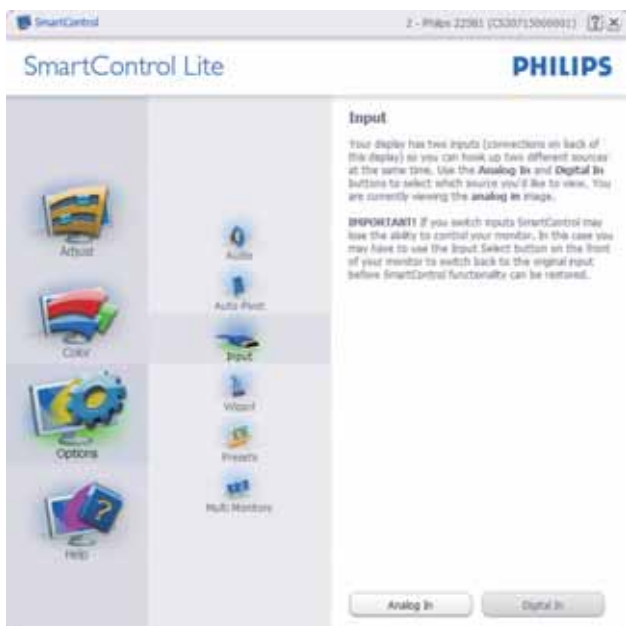 SmartControl
2 - Philips 225B1
SmartControl Lite
PHILIPS
Adjust
Color
Options
Help
Audio
Auto Pivot
Input
Wizard
Presets
Multi Monitors
Input
Your display has two inputs (connections on back of
this display) so you can hook up two different sources
at the same time. Use the Analog In and Digital In
buttons to select which source you'd like to view. You
are currently viewing the analog in image.
IMPORTANT! If you switch inputs SmartControl may
lose the ability to control your monitor. In this case you
may have to use the Input Select button on the front
of your monitor to switch back to the original input
before SmartControl functionality can be restored.
Analog In
Digital In